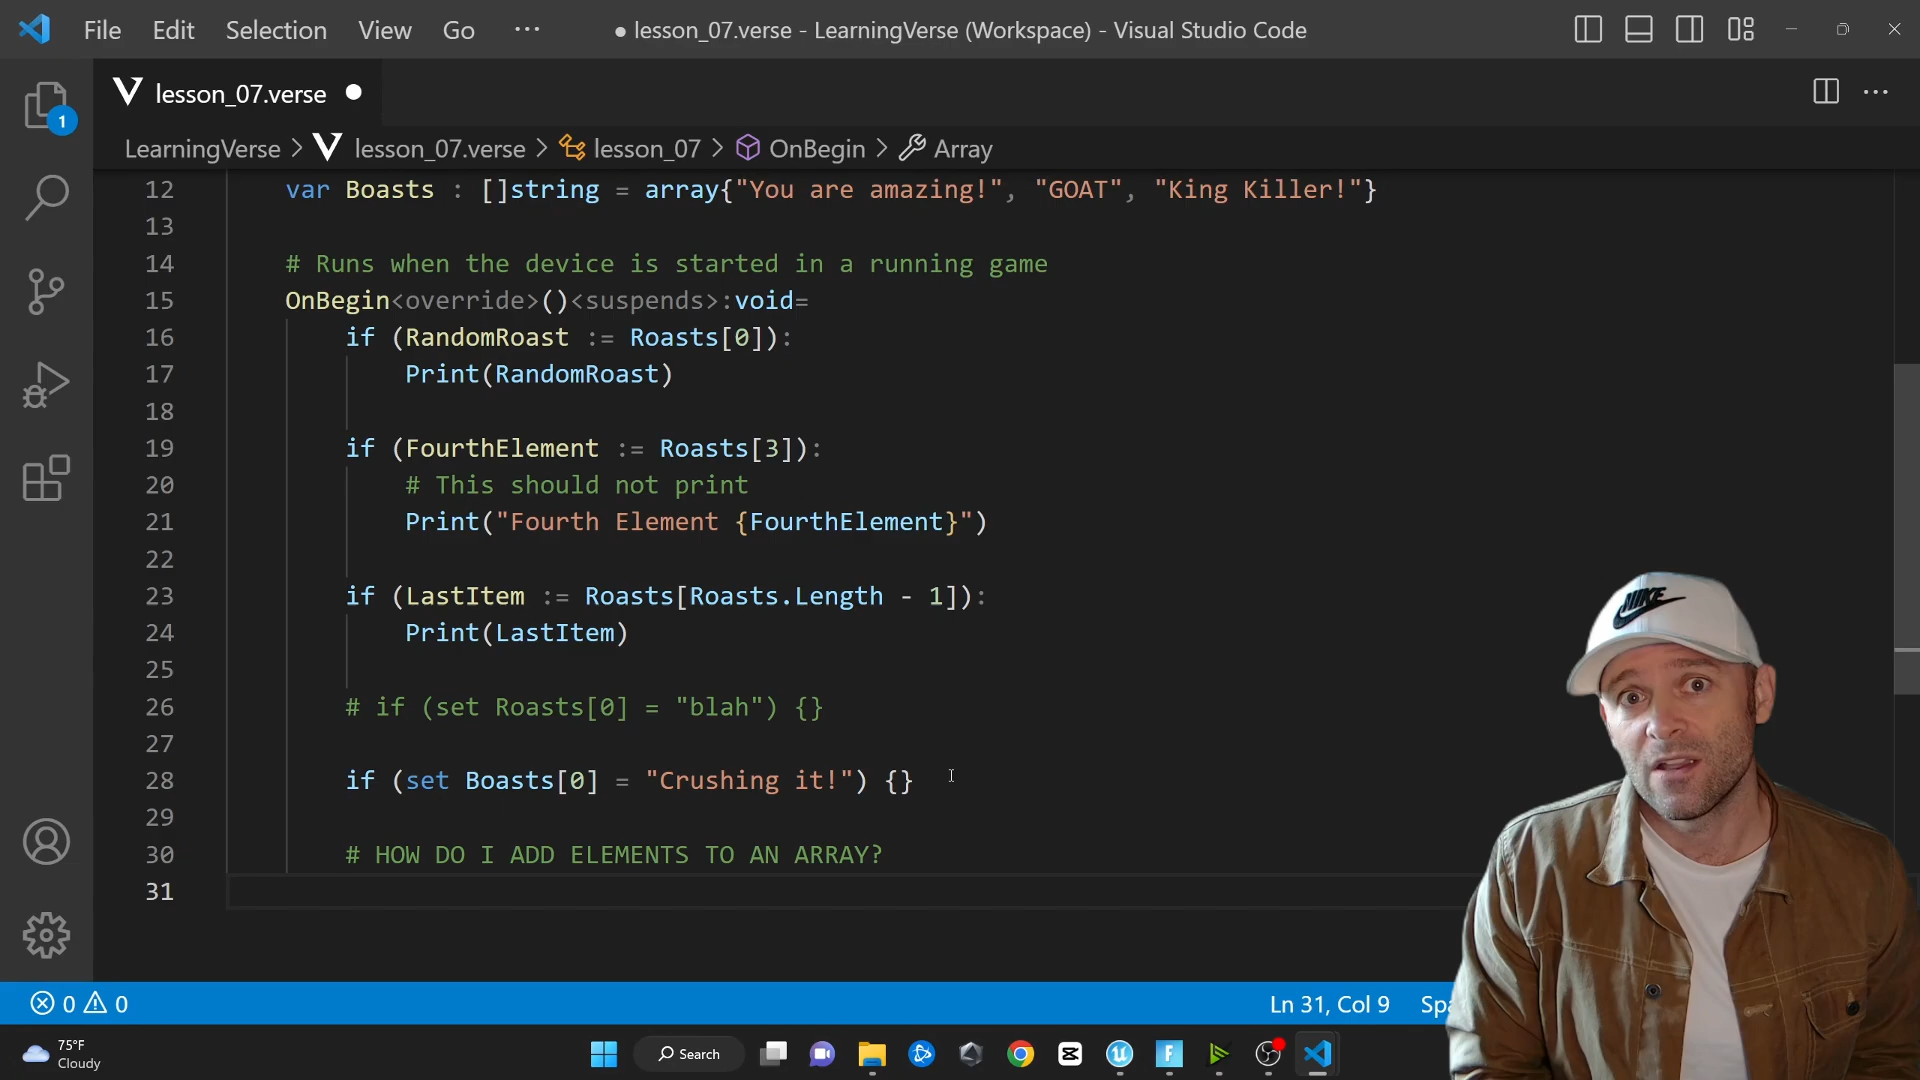 File Edit Selection View Go ··· ● lesson_07.verse - LearningVerse (Workspace) - Visual Studio Code
lesson_07.verse ●
1
LearningVerse > lesson_07.verse > lesson_07 > OnBegin > Array
12 var Boasts : []string = array{"You are amazing!", "GOAT", "King Killer!"}
13
14 # Runs when the device is started in a running game
15 OnBegin<override>()<suspends>:void=
16 if (RandomRoast := Roasts[0]):
17 Print(RandomRoast)
18
19 if (FourthElement := Roasts[3]):
20 # This should not print
21 Print("Fourth Element {FourthElement}")
22
23 if (LastItem := Roasts[Roasts.Length - 1]):
24 Print(LastItem)
25
26 # if (set Roasts[0] = "blah") {}
27
28 if (set Boasts[0] = "Crushing it!") {}
29
30 # HOW DO I ADD ELEMENTS TO AN ARRAY?
31
NIKE
0 0 Ln 31, Col 9 Spa
75°F
Cloudy
Search